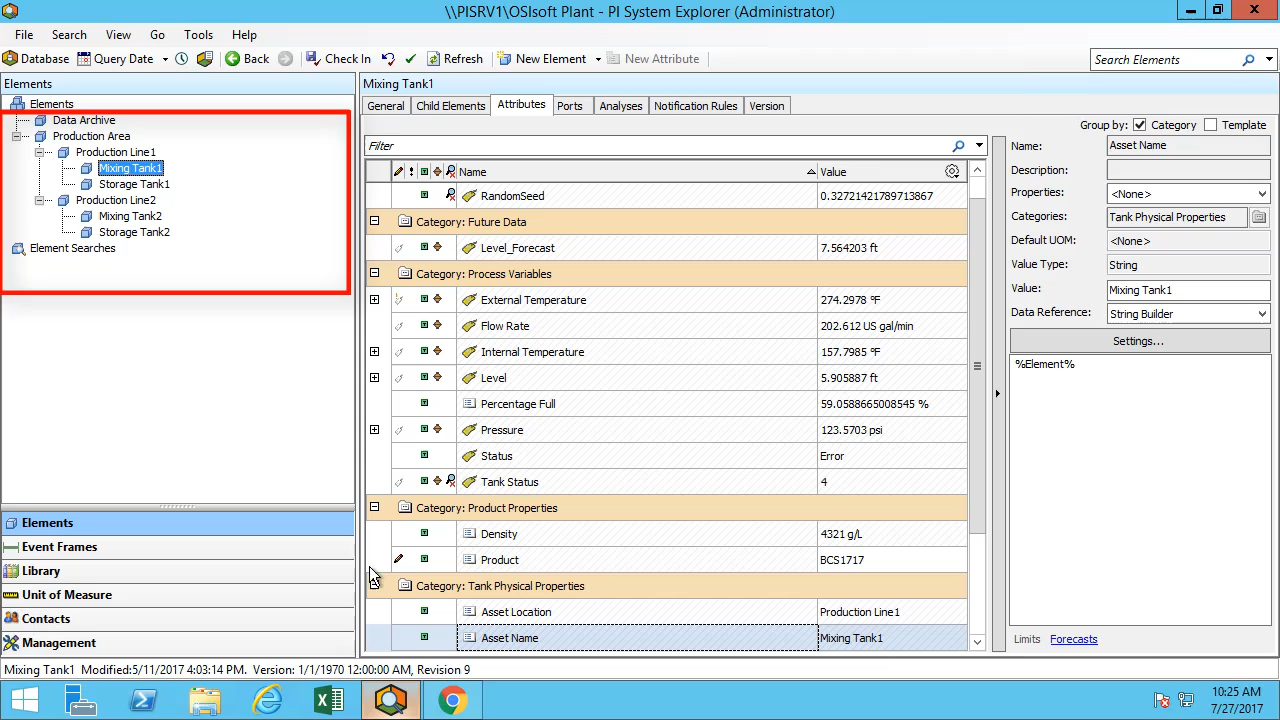 \\PISRV1\OSIsoft Plant - PI System Explorer (Administrator)
File Search View Go Tools Help
Database Query Date Back Check In Refresh New Element New Attribute Search Elements
Elements
Elements
Data Archive
Production Area
Production Line1
Mixing Tank1
Storage Tank1
Production Line2
Mixing Tank2
Storage Tank2
Element Searches
Elements
Event Frames
Library
Unit of Measure
Contacts
Management
Mixing Tank1
General Child Elements Attributes Ports Analyses Notification Rules Version
Group by: Category Template
Filter
Name Value
RandomSeed 0.32721421789713867
Category: Future Data
Level_Forecast 7.564203 ft
Category: Process Variables
External Temperature 274.2978 °F
Flow Rate 202.612 US gal/min
Internal Temperature 157.7985 °F
Level 5.905887 ft
Percentage Full 59.0588665008545 %
Pressure 123.5703 psi
Status Error
Tank Status 4
Category: Product Properties
Density 4321 g/L
Product BCS1717
Category: Tank Physical Properties
Asset Location Production Line1
Asset Name Mixing Tank1
Name: Asset Name
Description:
Properties: <None>
Categories: Tank Physical Properties
Default UOM: <None>
Value Type: String
Value: Mixing Tank1
Data Reference: String Builder
Settings...
%Element%
Limits Forecasts
Mixing Tank1 Modified:5/11/2017 4:03:14 PM, Version: 1/1/1970 12:00:00 AM, Revision 9
10:25 AM
7/27/2017